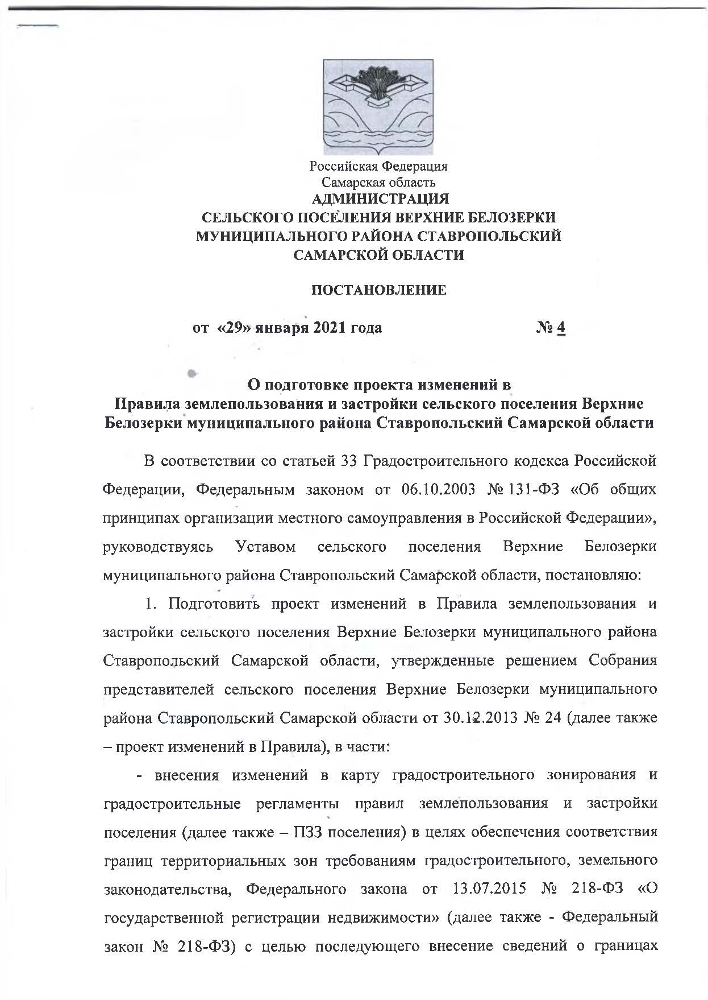 Российская Федерация
Самарская область
АДМИНИСТРАЦИЯ
СЕЛЬСКОГО ПОСЕЛЕНИЯ ВЕРХНИЕ БЕЛОЗЕРКИ
МУНИЦИПАЛЬНОГО РАЙОНА СТАВРОПОЛЬСКИЙ
САМАРСКОЙ ОБЛАСТИ
ПОСТАНОВЛЕНИЕ
от «29» января 2021 года № 4
О подготовке проекта изменений в
Правила землепользования и застройки сельского поселения Верхние
Белозерки муниципального района Ставропольский Самарской области
В соответствии со статьей 33 Градостроительного кодекса Российской
Федерации, Федеральным законом от 06.10.2003 № 131-ФЗ «Об общих
принципах организации местного самоуправления в Российской Федерации»,
руководствуясь Уставом сельского поселения Верхние Белозерки
муниципального района Ставропольский Самарской области, постановляю:
1. Подготовить проект изменений в Правила землепользования и
застройки сельского поселения Верхние Белозерки муниципального района
Ставропольский Самарской области, утвержденные решением Собрания
представителей сельского поселения Верхние Белозерки муниципального
района Ставропольский Самарской области от 30.12.2013 № 24 (далее также
– проект изменений в Правила), в части:
- внесения изменений в карту градостроительного зонирования и
градостроительные регламенты правил землепользования и застройки
поселения (далее также – ПЗЗ поселения) в целях обеспечения соответствия
границ территориальных зон требованиям градостроительного, земельного
законодательства, Федерального закона от 13.07.2015 № 218-ФЗ «О
государственной регистрации недвижимости» (далее также - Федеральный
закон № 218-ФЗ) с целью последующего внесение сведений о границах